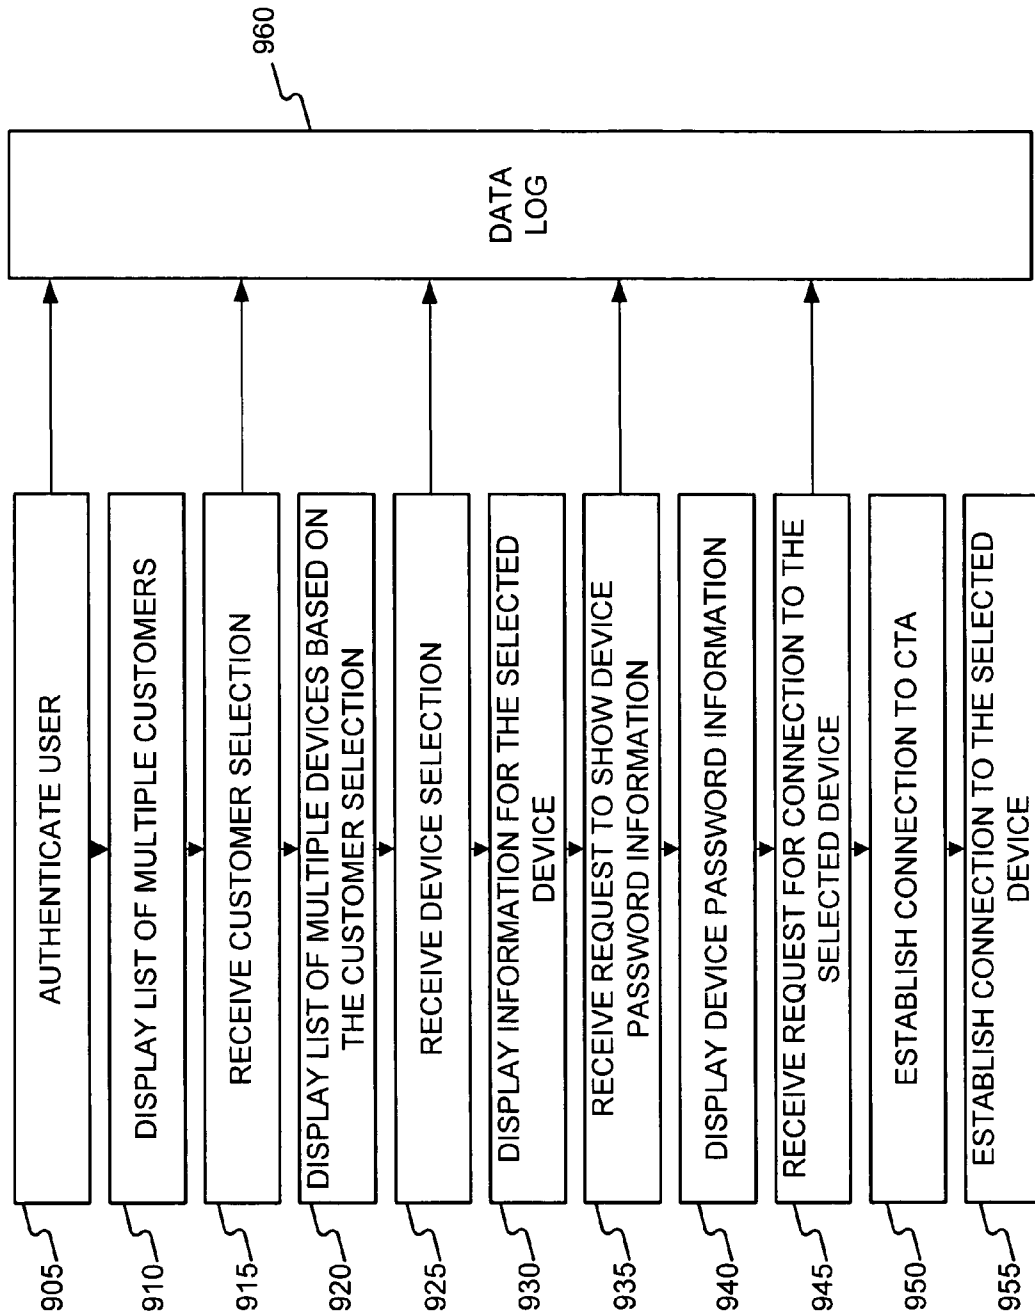 905
AUTHENTICATE USER
910
DISPLAY LIST OF MULTIPLE CUSTOMERS
915
RECEIVE CUSTOMER SELECTION
920
DISPLAY LIST OF MULTIPLE DEVICES BASED ON
THE CUSTOMER SELECTION
925
RECEIVE DEVICE SELECTION
930
DISPLAY INFORMATION FOR THE SELECTED
DEVICE
935
RECEIVE REQUEST TO SHOW DEVICE
PASSWORD INFORMATION
940
DISPLAY DEVICE PASSWORD INFORMATION
945
RECEIVE REQUEST FOR CONNECTION TO THE
SELECTED DEVICE
950
ESTABLISH CONNECTION TO CTA
955
ESTABLISH CONNECTION TO THE SELECTED
DEVICE
DATA
LOG
960